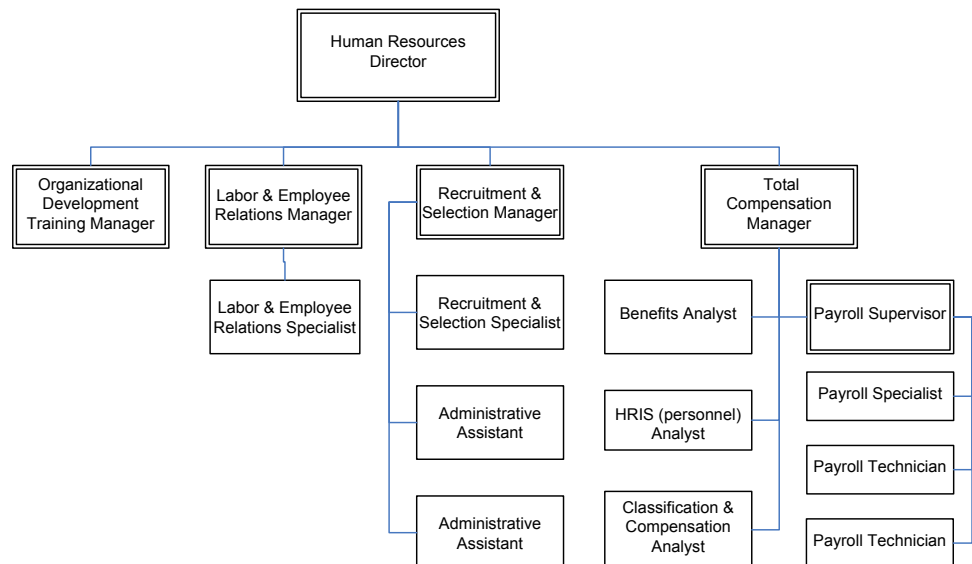 Human Resources
Director
Organizational
Development
Training Manager
Labor & Employee
Relations Manager
Recruitment &
Selection Manager
Total
Compensation
Manager
Labor & Employee
Relations Specialist
Recruitment &
Selection Specialist
Benefits Analyst
Payroll Supervisor
Payroll Specialist
Administrative
Assistant
HRIS (personnel)
Analyst
Payroll Technician
Administrative
Assistant
Classification &
Compensation
Analyst
Payroll Technician